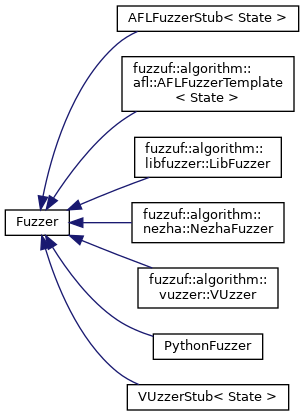 AFLFuzzerStub< State >
fuzzuf::algorithm::
afl::AFLFuzzerTemplate
< State >
fuzzuf::algorithm::
libfuzzer::LibFuzzer
Fuzzer
fuzzuf::algorithm::
nezha::NezhaFuzzer
fuzzuf::algorithm::
vuzzer::VUzzer
PythonFuzzer
VUzzerStub< State >